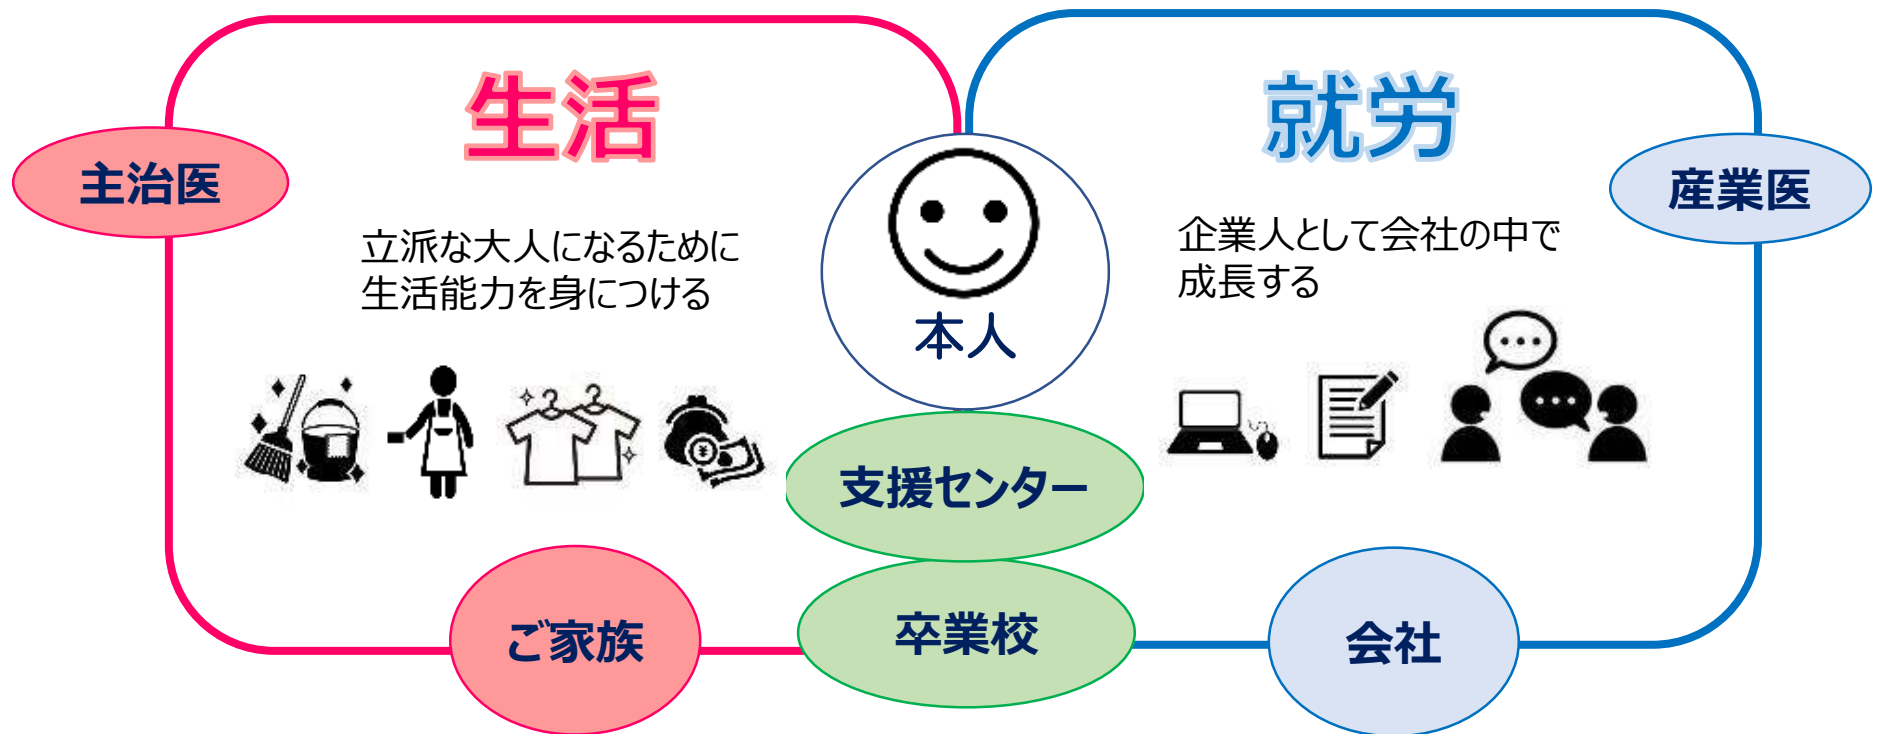 生活
就労
主治医
産業医
立派な大人になるために
生活能力を身につける
本人
企業人として会社の中で
成長する
¥
支援センター
ご家族
卒業校
会社